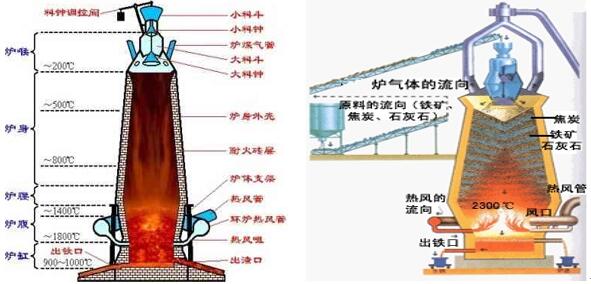 料钟调控间
小料斗
小料钟
炉煤气管
大料斗
大料钟
炉喉
~200℃
~500℃
炉身
~800℃
炉腰
~1400℃
炉腹
~1800℃
炉缸
出铁口
900~1000℃
炉身外壳
耐火砖层
炉体支架
热风管
环炉热风管
热风咀
出渣口
炉气体的流向
原料的流向（铁矿、
焦炭、石灰石）
焦炭
铁矿
石灰石
热风管
热风的
流向
2300℃
风口
出铁口